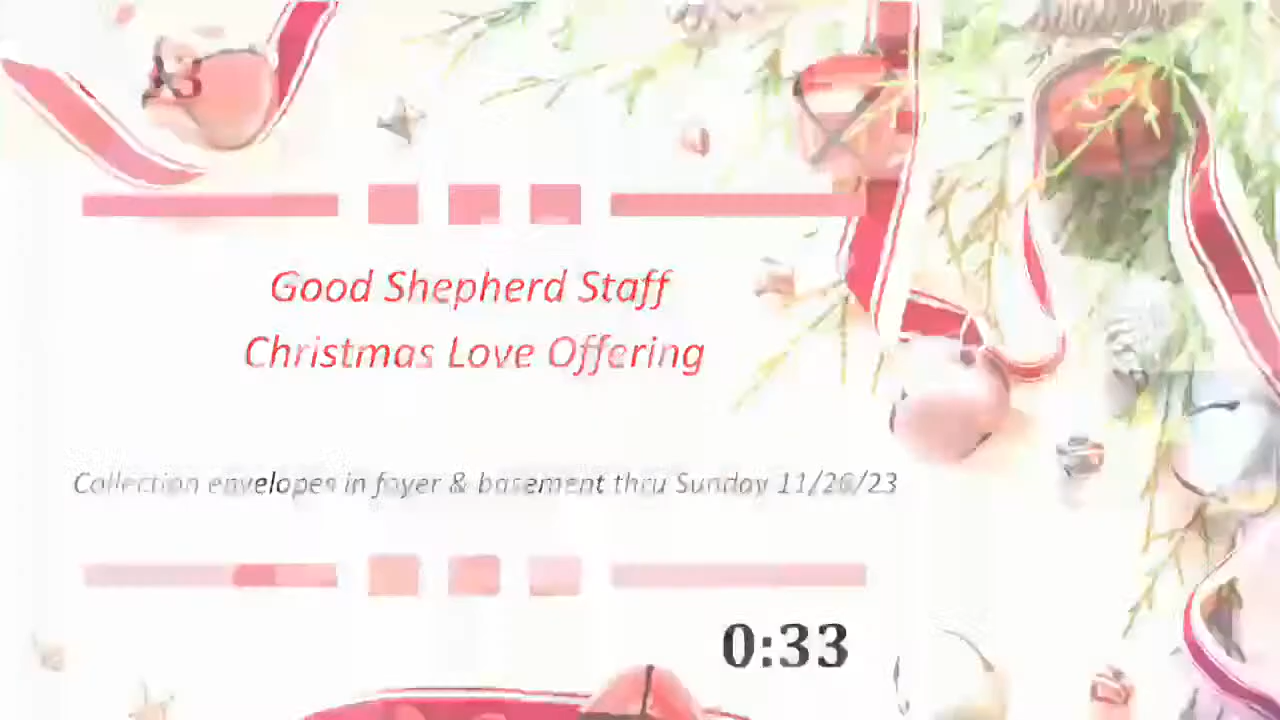 Good Shepherd Staff
Christmas Love Offering
Collection envelopes in foyer & basement thru Sunday 11/26/23
0:33